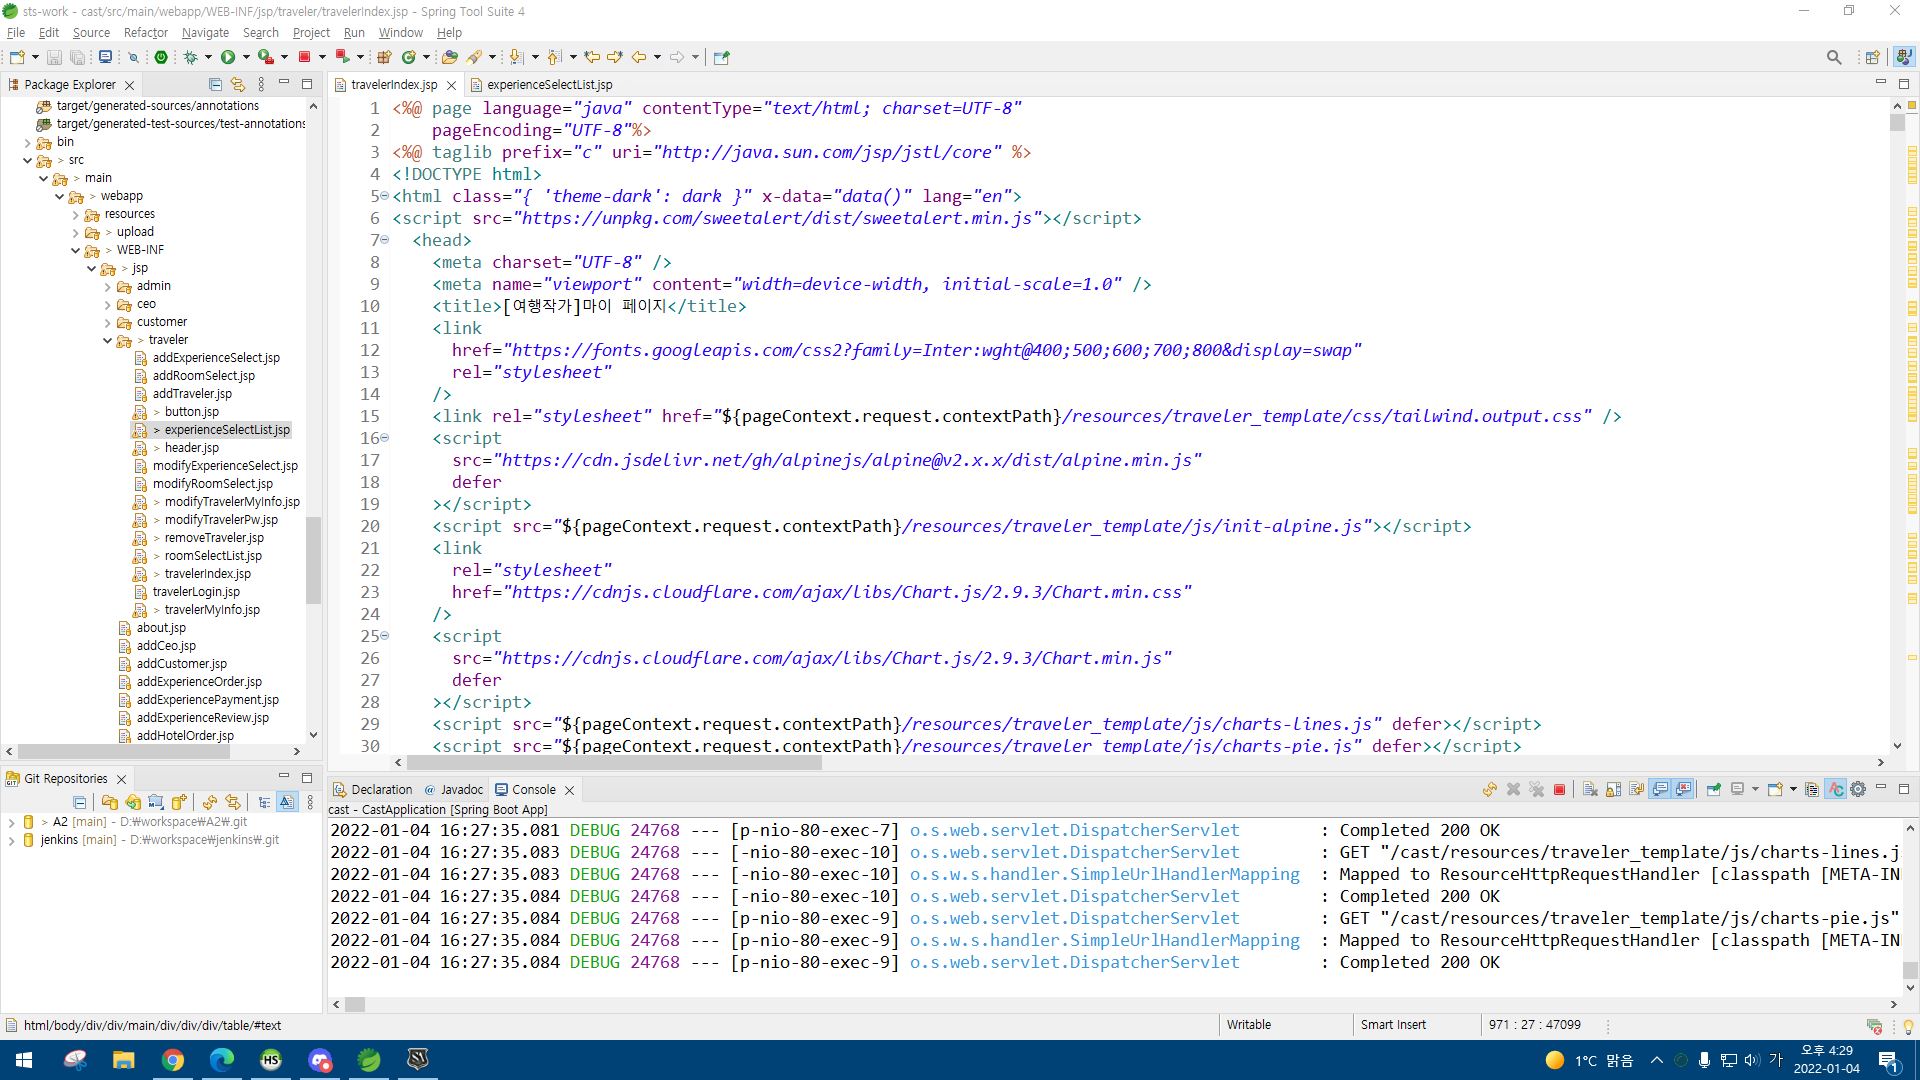 sts-work - cast/src/main/webapp/WEB-INF/jsp/traveler/travelerIndex.jsp - Spring Tool Suite 4
File Edit Source Refactor Navigate Search Project Run Window Help
Package Explorer
target/generated-sources/annotations
target/generated-test-sources/test-annotations
bin
> src
> main
> webapp
resources
> upload
> WEB-INF
> jsp
> admin
> ceo
> customer
> traveler
addExperienceSelect.jsp
addRoomSelect.jsp
addTraveler.jsp
> button.jsp
> experienceSelectList.jsp
> header.jsp
modifyExperienceSelect.jsp
modifyRoomSelect.jsp
> modifyTravelerMyInfo.jsp
> modifyTravelerPw.jsp
> removeTraveler.jsp
> roomSelectList.jsp
> travelerIndex.jsp
travelerLogin.jsp
> travelerMyInfo.jsp
about.jsp
addCeo.jsp
addCustomer.jsp
addExperienceOrder.jsp
addExperiencePayment.jsp
addExperienceReview.jsp
addHotelOrder.jsp
Git Repositories
> A2 [main] - D:₩workspace₩A2₩.git
jenkins [main] - D:₩workspace₩jenkins₩.git
travelerIndex.jsp experienceSelectList.jsp
1 <%@ page language="java" contentType="text/html; charset=UTF-8"
2 pageEncoding="UTF-8"%>
3 <%@ taglib prefix="c" uri="http://java.sun.com/jsp/jstl/core" %>
4 <!DOCTYPE html>
5 <html class="{ 'theme-dark': dark }" x-data="data()" lang="en">
6 <script src="https://unpkg.com/sweetalert/dist/sweetalert.min.js"></script>
7 <head>
8 <meta charset="UTF-8" />
9 <meta name="viewport" content="width=device-width, initial-scale=1.0" />
10 <title>[여행작가]마이 페이지</title>
11 <link
12 href="https://fonts.googleapis.com/css2?family=Inter:wght@400;500;600;700;800&display=swap"
13 rel="stylesheet"
14 />
15 <link rel="stylesheet" href="${pageContext.request.contextPath}/resources/traveler_template/css/tailwind.output.css" />
16 <script
17 src="https://cdn.jsdelivr.net/gh/alpinejs/alpine@v2.x.x/dist/alpine.min.js"
18 defer
19 ></script>
20 <script src="${pageContext.request.contextPath}/resources/traveler_template/js/init-alpine.js"></script>
21 <link
22 rel="stylesheet"
23 href="https://cdnjs.cloudflare.com/ajax/libs/Chart.js/2.9.3/Chart.min.css"
24 />
25 <script
26 src="https://cdnjs.cloudflare.com/ajax/libs/Chart.js/2.9.3/Chart.min.js"
27 defer
28 ></script>
29 <script src="${pageContext.request.contextPath}/resources/traveler_template/js/charts-lines.js" defer></script>
30 <script src="${pageContext.request.contextPath}/resources/traveler_template/js/charts-pie.js" defer></script>
Declaration @ Javadoc Console
cast - CastApplication [Spring Boot App]
2022-01-04 16:27:35.081 DEBUG 24768 --- [p-nio-80-exec-7] o.s.web.servlet.DispatcherServlet : Completed 200 OK
2022-01-04 16:27:35.083 DEBUG 24768 --- [-nio-80-exec-10] o.s.web.servlet.DispatcherServlet : GET "/cast/resources/traveler_template/js/charts-lines.j
2022-01-04 16:27:35.083 DEBUG 24768 --- [-nio-80-exec-10] o.s.w.s.handler.SimpleUrlHandlerMapping : Mapped to ResourceHttpRequestHandler [classpath [META-IN
2022-01-04 16:27:35.084 DEBUG 24768 --- [-nio-80-exec-10] o.s.web.servlet.DispatcherServlet : Completed 200 OK
2022-01-04 16:27:35.084 DEBUG 24768 --- [p-nio-80-exec-9] o.s.web.servlet.DispatcherServlet : GET "/cast/resources/traveler_template/js/charts-pie.js"
2022-01-04 16:27:35.084 DEBUG 24768 --- [p-nio-80-exec-9] o.s.w.s.handler.SimpleUrlHandlerMapping : Mapped to ResourceHttpRequestHandler [classpath [META-IN
2022-01-04 16:27:35.084 DEBUG 24768 --- [p-nio-80-exec-9] o.s.web.servlet.DispatcherServlet : Completed 200 OK
html/body/div/div/main/div/div/div/table/#text Writable Smart Insert 971 : 27 : 47099
HS 1°C 맑음 가 오후 4:29
2022-01-04
1